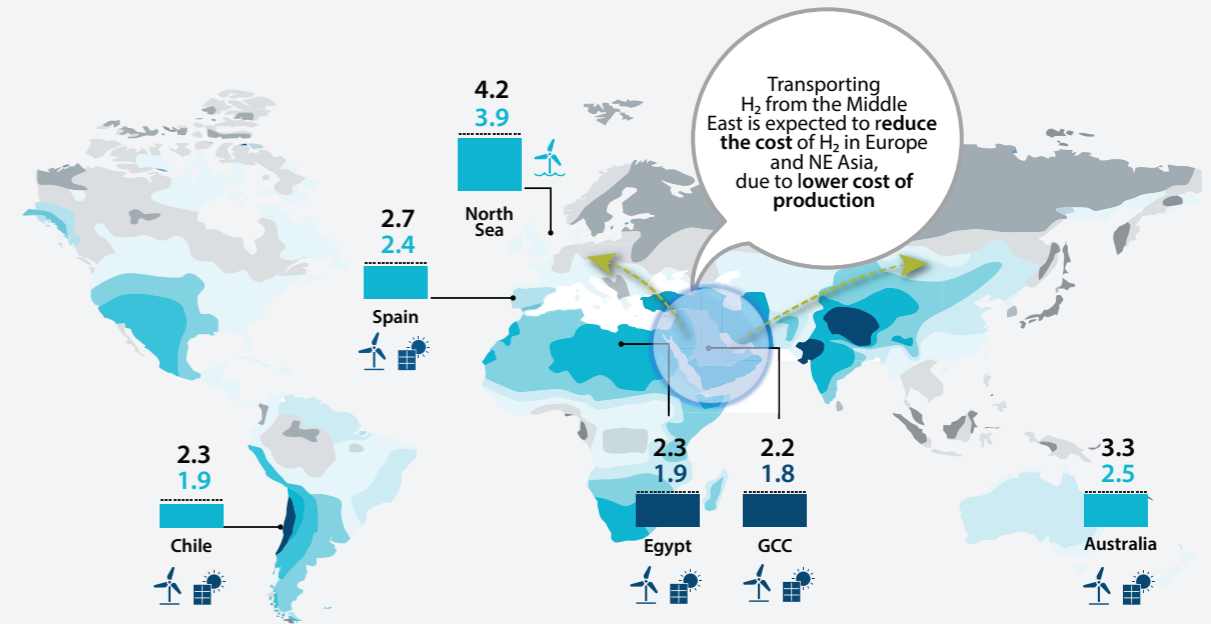 Transporting
H₂ from the Middle
East is expected to reduce
the cost of H₂ in Europe
and NE Asia,
due to lower cost of
production
4.2
3.9
North
Sea
2.7
2.4
Spain
2.3
1.9
Chile
2.3
1.9
Egypt
2.2
1.8
GCC
3.3
2.5
Australia